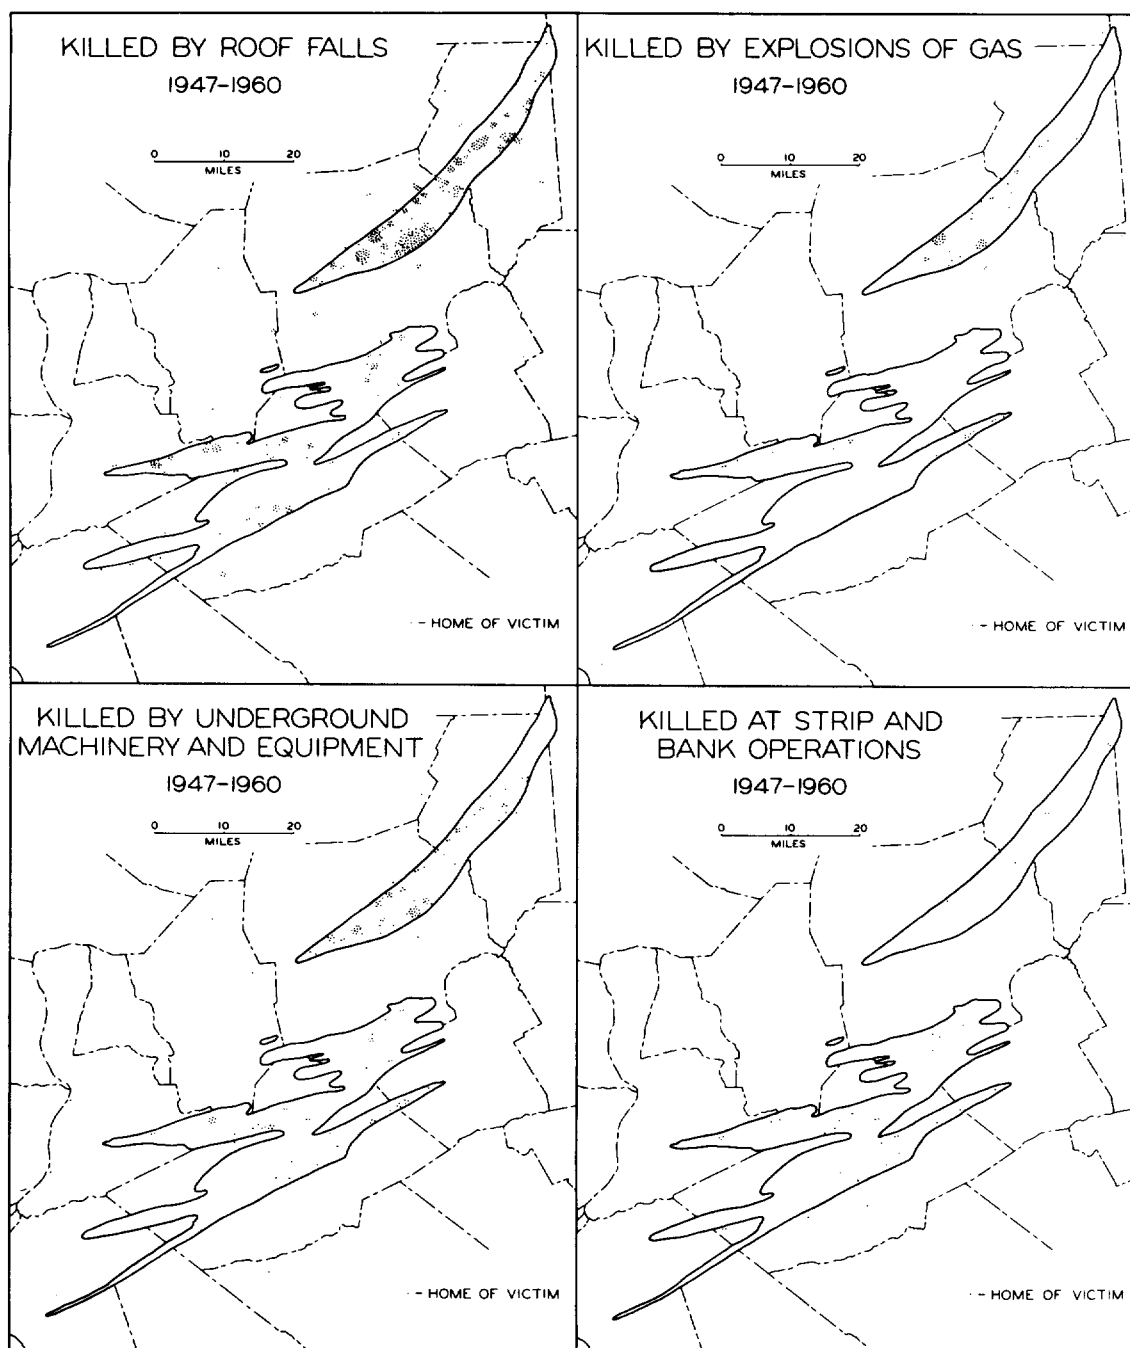 KILLED BY ROOF FALLS
1947-1960
0 10 20
MILES
- HOME OF VICTIM
KILLED BY EXPLOSIONS OF GAS
1947-1960
0 10 20
MILES
- HOME OF VICTIM
KILLED BY UNDERGROUND
MACHINERY AND EQUIPMENT
1947-1960
0 10 20
MILES
- HOME OF VICTIM
KILLED AT STRIP AND
BANK OPERATIONS
1947-1960
0 10 20
MILES
- HOME OF VICTIM